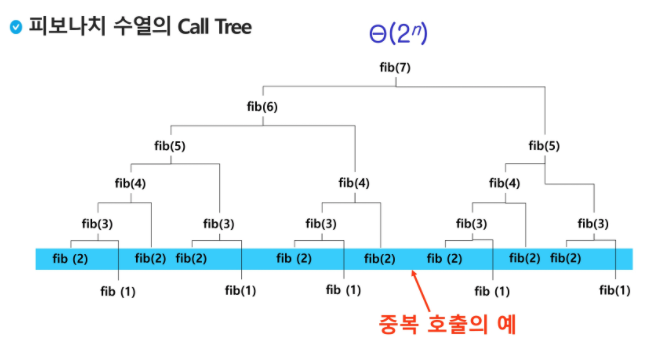 피보나치 수열의 Call Tree
Θ(2ⁿ)
fib(7)
fib(6)
fib(5) fib(5)
fib(4) fib(4) fib(4)
fib(3) fib(3) fib(3) fib(3) fib(3)
fib (2) fib(2) fib(2) fib (2) fib(2) fib (2) fib(2) fib(2)
fib (1) fib(1) fib (1) fib (1) fib(1)
중복 호출의 예